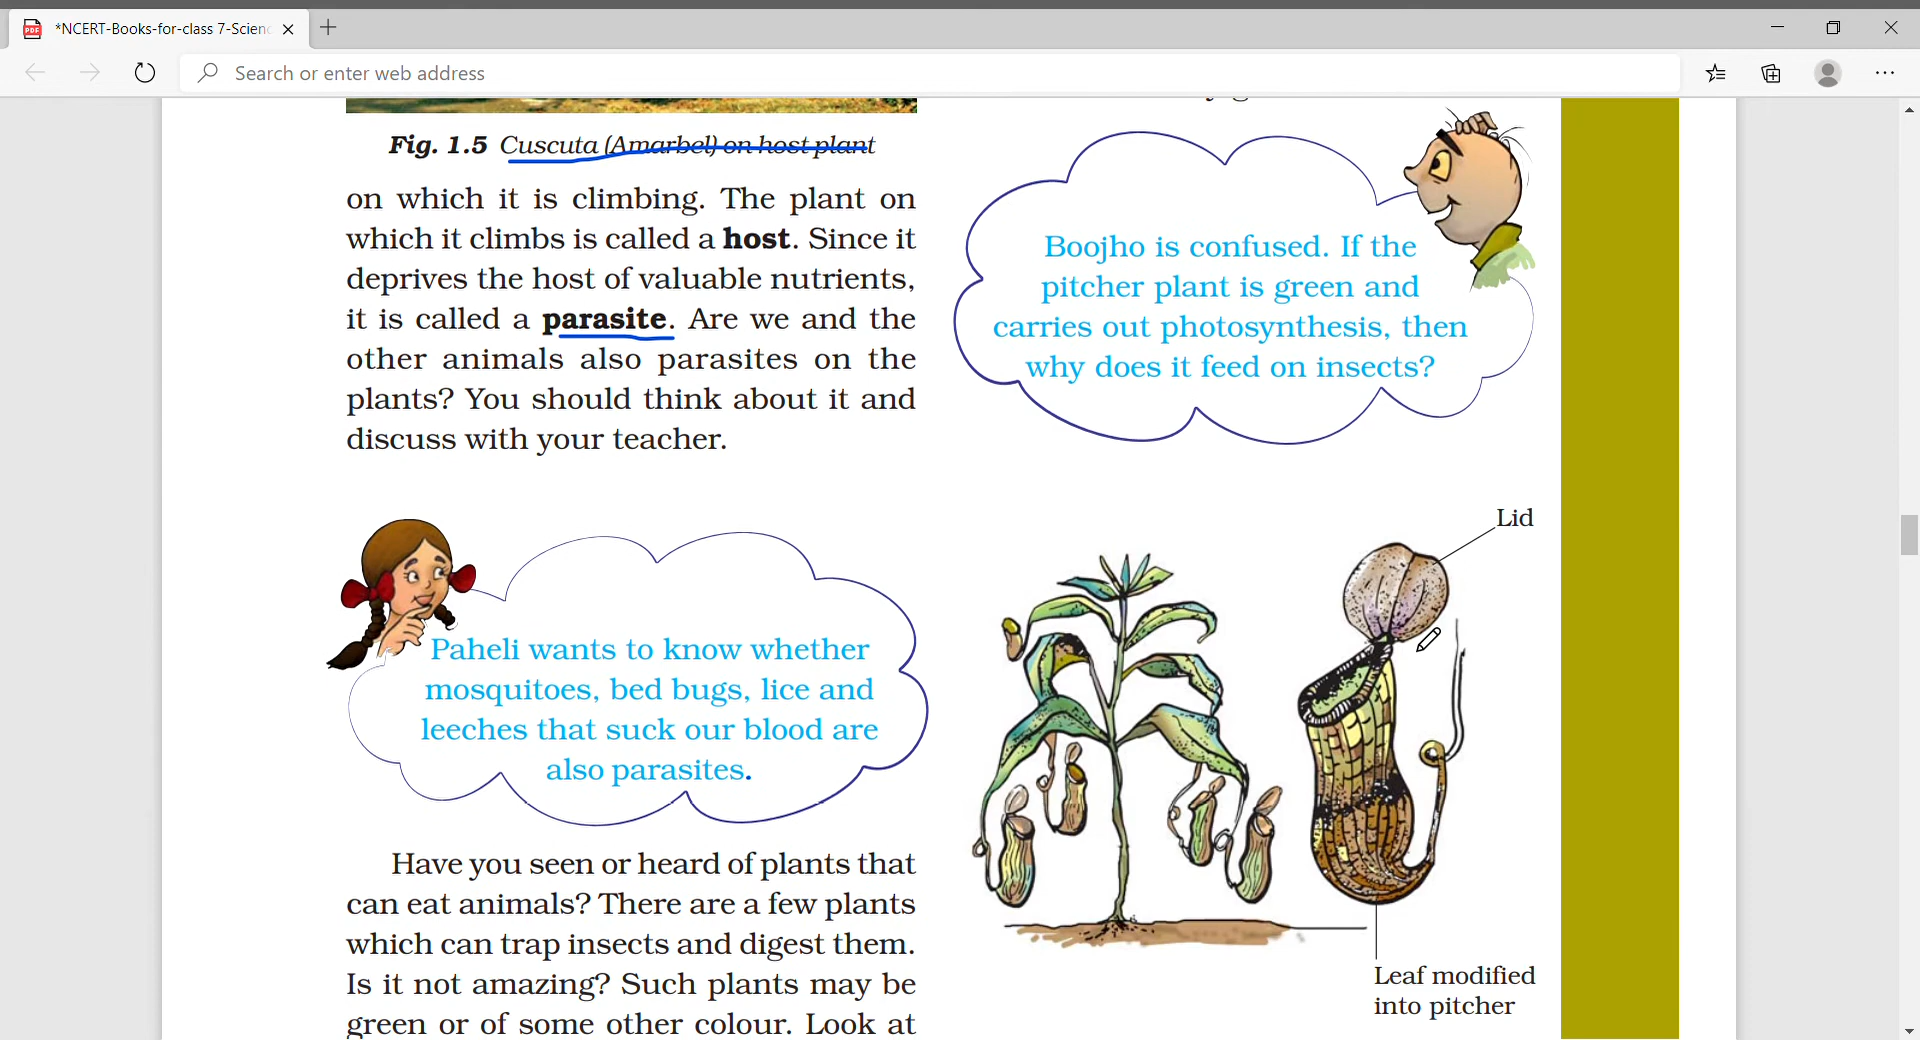 *NCERT-Books-for-class 7-Scien
Search or enter web address
Fig. 1.5 Cuscuta (Amarbel) on host plant
on which it is climbing. The plant on
which it climbs is called a host. Since it
deprives the host of valuable nutrients,
it is called a parasite. Are we and the
other animals also parasites on the
plants? You should think about it and
discuss with your teacher.
Paheli wants to know whether
mosquitoes, bed bugs, lice and
leeches that suck our blood are
also parasites.
Have you seen or heard of plants that
can eat animals? There are a few plants
which can trap insects and digest them.
Is it not amazing? Such plants may be
green or of some other colour. Look at
Boojho is confused. If the
pitcher plant is green and
carries out photosynthesis, then
why does it feed on insects?
Lid
Leaf modified
into pitcher